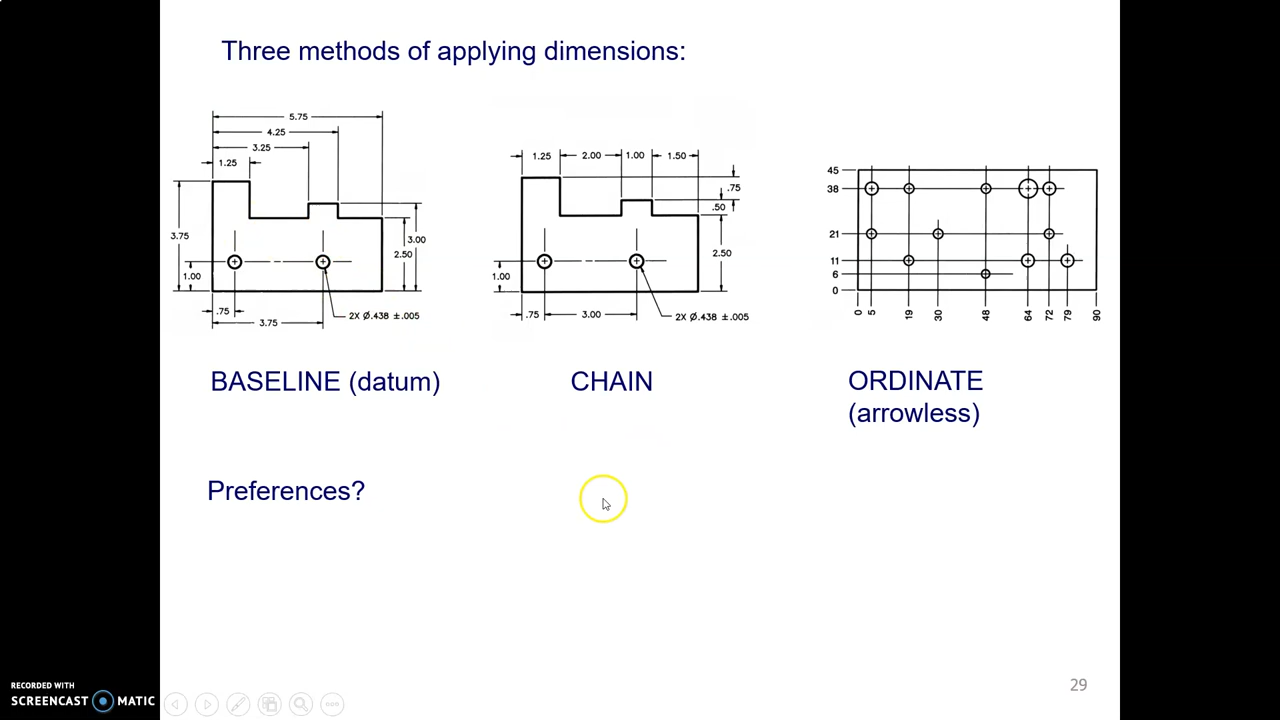 Three methods of applying dimensions:
5.75
4.25
3.25
1.25
3.75
1.00
3.00
2.50
.75
3.75
2X Ø.438 ±.005
1.25 2.00 1.00 1.50
.75
.50
2.50
1.00
.75 3.00
2X Ø.438 ±.005
45
38
21
11
6
0
0 5 19 30 48 64 72 79 90
BASELINE (datum)
CHAIN
ORDINATE
(arrowless)
Preferences?
29
RECORDED WITH
SCREENCAST MATIC